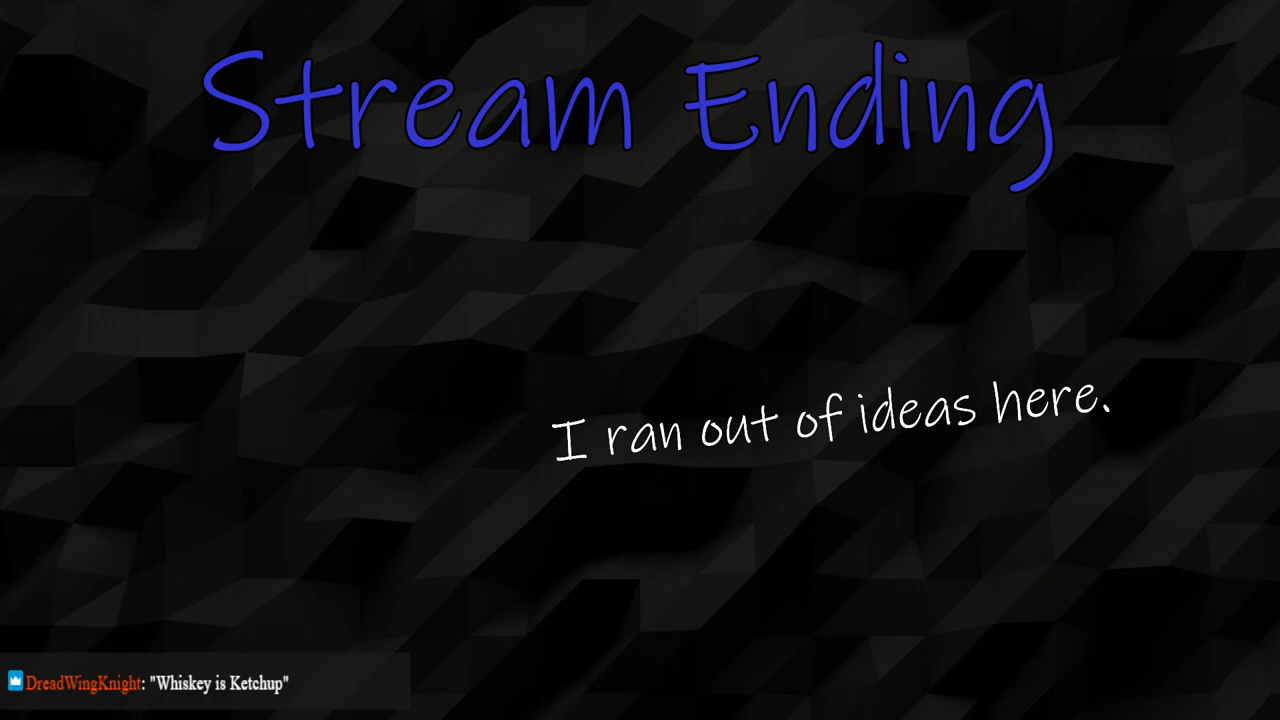 Stream Ending
I ran out of ideas here.
DreadWingKnight: "Whiskey is Ketchup"